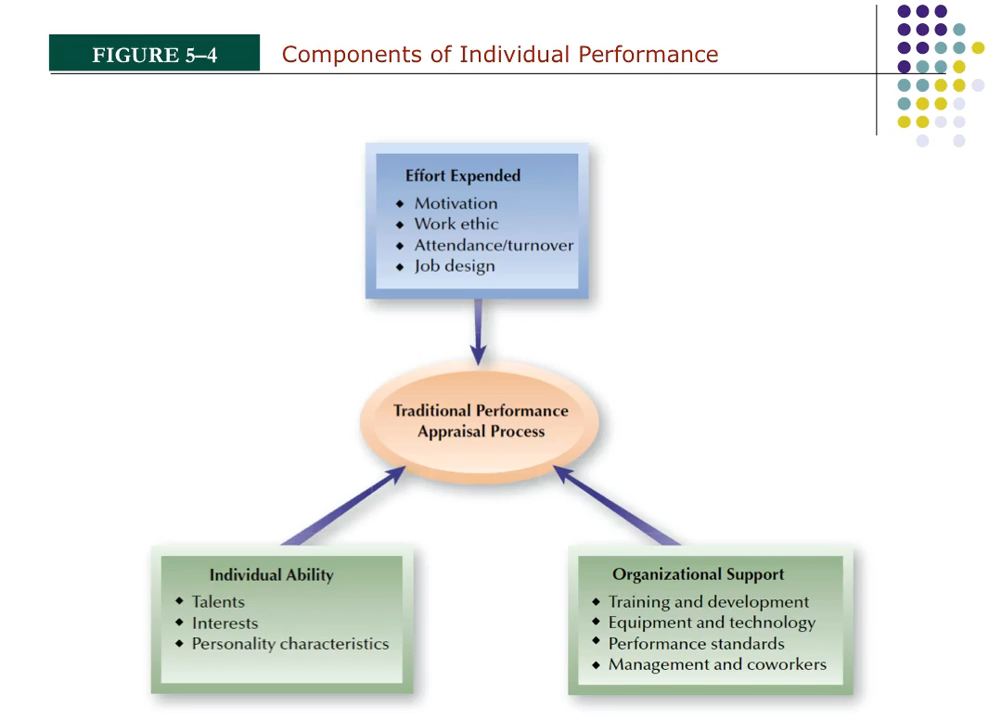 FIGURE 5–4
Components of Individual Performance
Effort Expended
Motivation
Work ethic
Attendance/turnover
Job design
Traditional Performance
Appraisal Process
Individual Ability
Talents
Interests
Personality characteristics
Organizational Support
Training and development
Equipment and technology
Performance standards
Management and coworkers